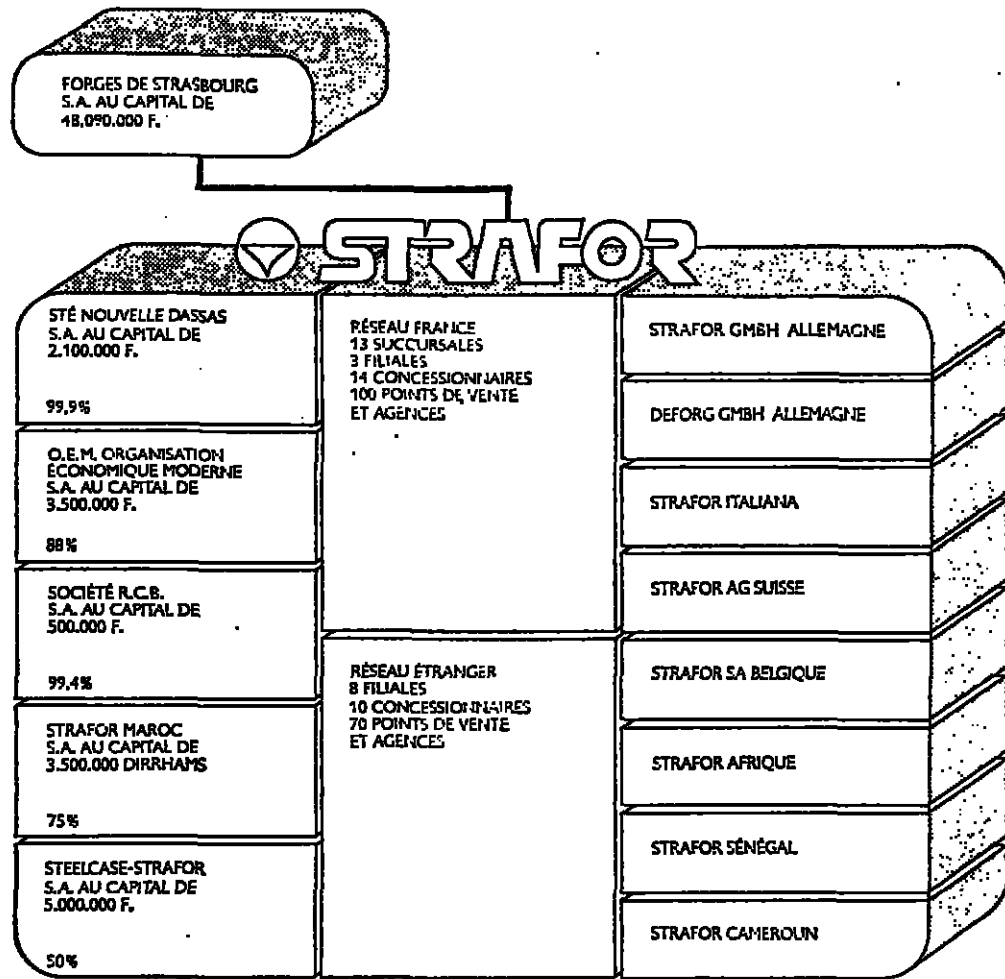 FORGES DE STRASBOURG
S.A. AU CAPITAL DE
48.090.000 F.
STRAFOR
STÉ NOUVELLE DASSAS
S.A. AU CAPITAL DE
2.100.000 F.
99,9%
O.E.M. ORGANISATION
ÉCONOMIQUE MODERNE
S.A. AU CAPITAL DE
3.500.000 F.
88%
SOCIÉTÉ R.C.B.
S.A. AU CAPITAL DE
500.000 F.
99,4%
STRAFOR MAROC
S.A. AU CAPITAL DE
3.500.000 DIRRHAMS
75%
STEELCASE-STRAFOR
S.A. AU CAPITAL DE
5.000.000 F.
50%
RÉSEAU FRANCE
13 SUCCURSALES
3 FILIALES
14 CONCESSIONNAIRES
100 POINTS DE VENTE
ET AGENCES
RÉSEAU ÉTRANGER
8 FILIALES
10 CONCESSIONNAIRES
70 POINTS DE VENTE
ET AGENCES
STRAFOR GMBH ALLEMAGNE
DEFORG GMBH ALLEMAGNE
STRAFOR ITALIANA
STRAFOR AG SUISSE
STRAFOR SA BELGIQUE
STRAFOR AFRIQUE
STRAFOR SÉNÉGAL
STRAFOR CAMEROUN